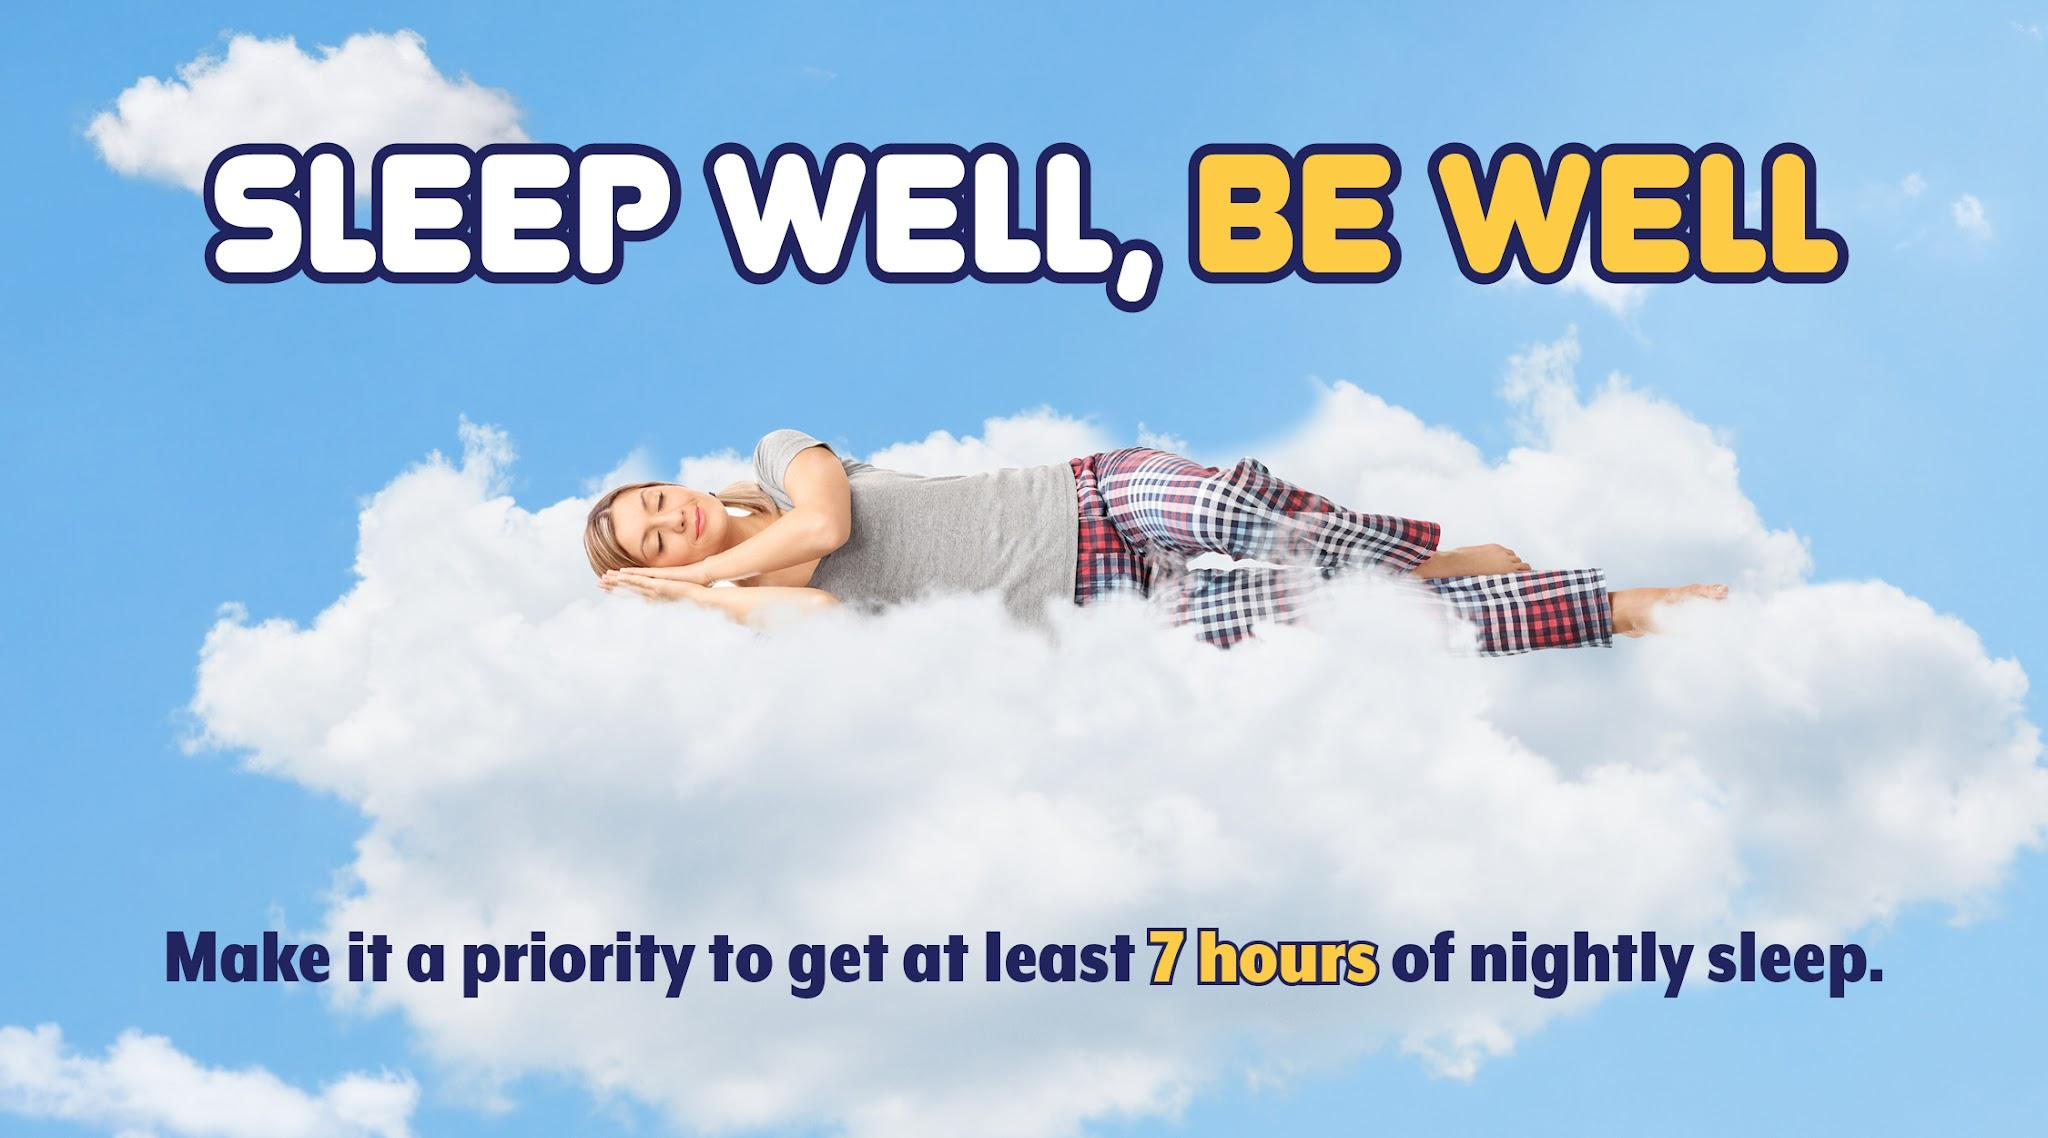 SLEEP WELL, BE WELL
Make it a priority to get at least 7 hours of nightly sleep.